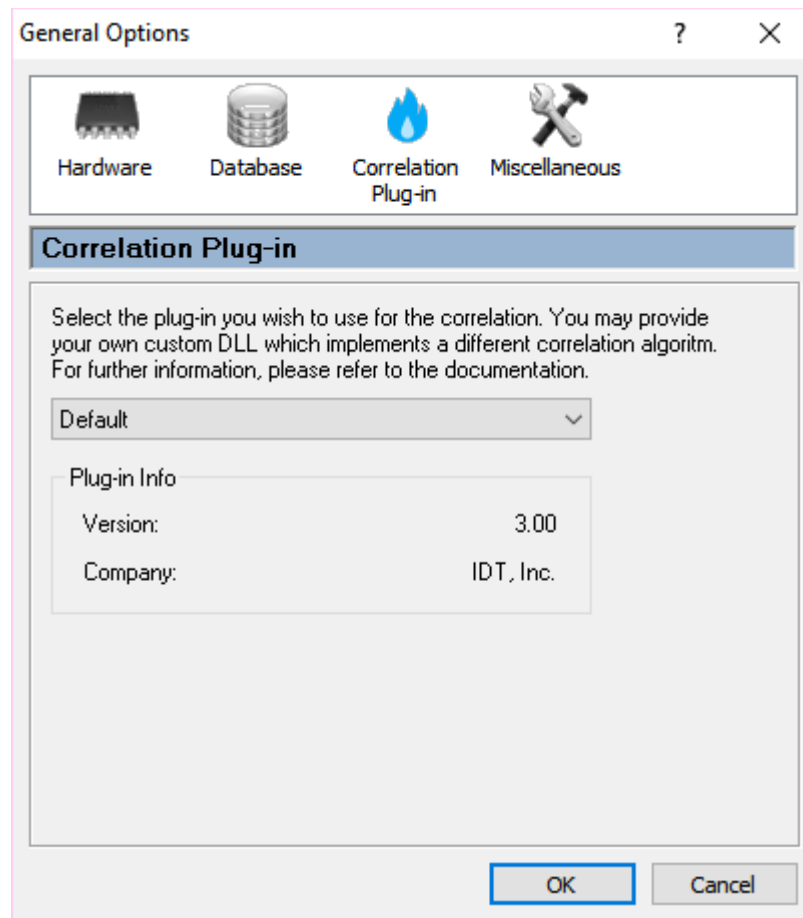 General Options
?
Hardware
Database
Correlation
Plug-in
Miscellaneous
Correlation Plug-in
Select the plug-in you wish to use for the correlation. You may provide
your own custom DLL which implements a different correlation algoritm.
For further information, please refer to the documentation.
Default
Plug-in Info
Version: 3.00
Company: IDT, Inc.
OK Cancel